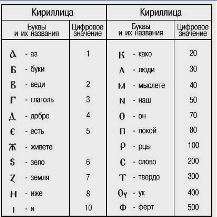 Кириллица Кириллица
Буквы и их названия Цифровое значение Буквы и их названия Цифровое значение
А - аз 1 К - како 20
Б - буки Л - люди 30
В - веди 2 М - мыслете 40
Г - глаголь 3 Н - наш 50
Д - добро 4 О - он 70
Є - есть 5 П - покой 80
Ж - живете Р - рцы 100
Ѕ - зело 6 С - слово 200
З - земля 7 Т - твердо 300
И - иже 8 Оу - ук 400
І - и 10 Ф - ферт 500